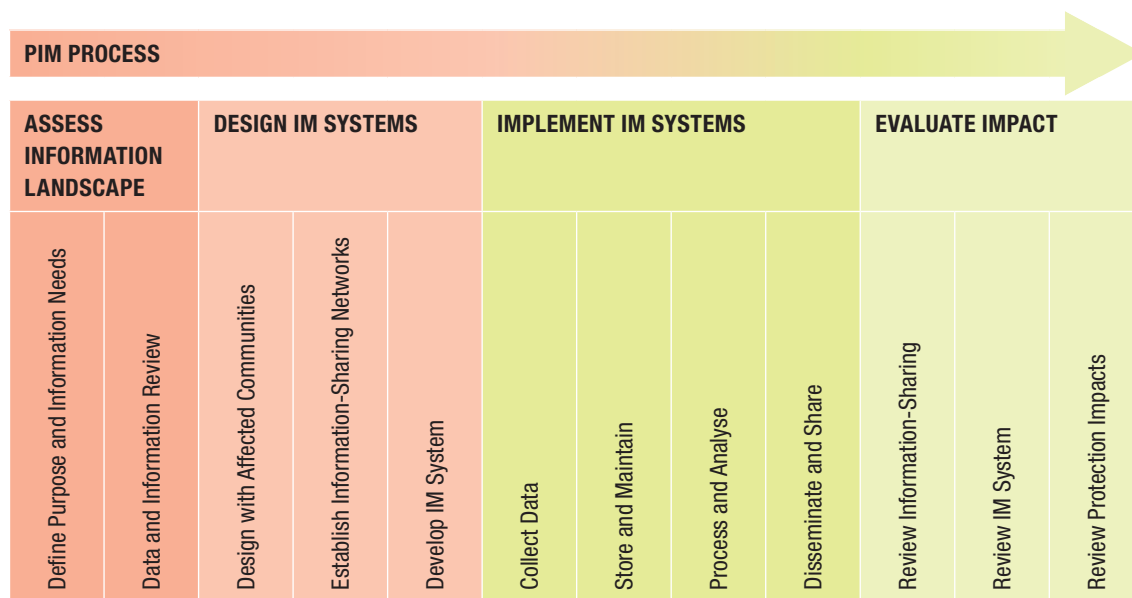 PIM PROCESS
ASSESS
INFORMATION
LANDSCAPE
DESIGN IM SYSTEMS
IMPLEMENT IM SYSTEMS
EVALUATE IMPACT
Define Purpose and Information Needs
Data and Information Review
Design with Affected Communities
Establish Information-Sharing Networks
Develop IM System
Collect Data
Store and Maintain
Process and Analyse
Disseminate and Share
Review Information-Sharing
Review IM System
Review Protection Impacts